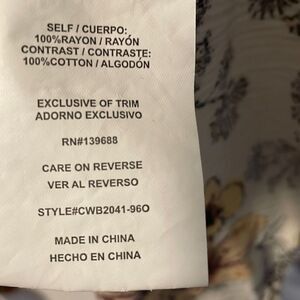 SELF / CUERPO:
100%RAYON / RAYÓN
CONTRAST / CONTRASTE:
100%COTTON / ALGODÓN
EXCLUSIVE OF TRIM
ADORNO EXCLUSIVO
RN#139688
CARE ON REVERSE
VER AL REVERSO
STYLE#CWB2041-96O
MADE IN CHINA
HECHO EN CHINA